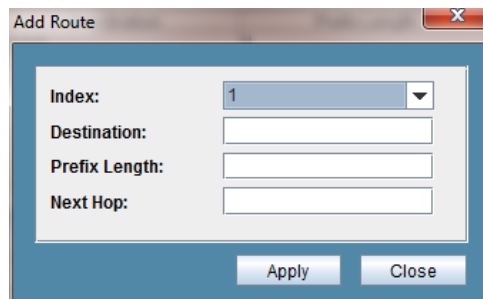 Add Route
Index: 1
Destination:
Prefix Length:
Next Hop:
Apply Close